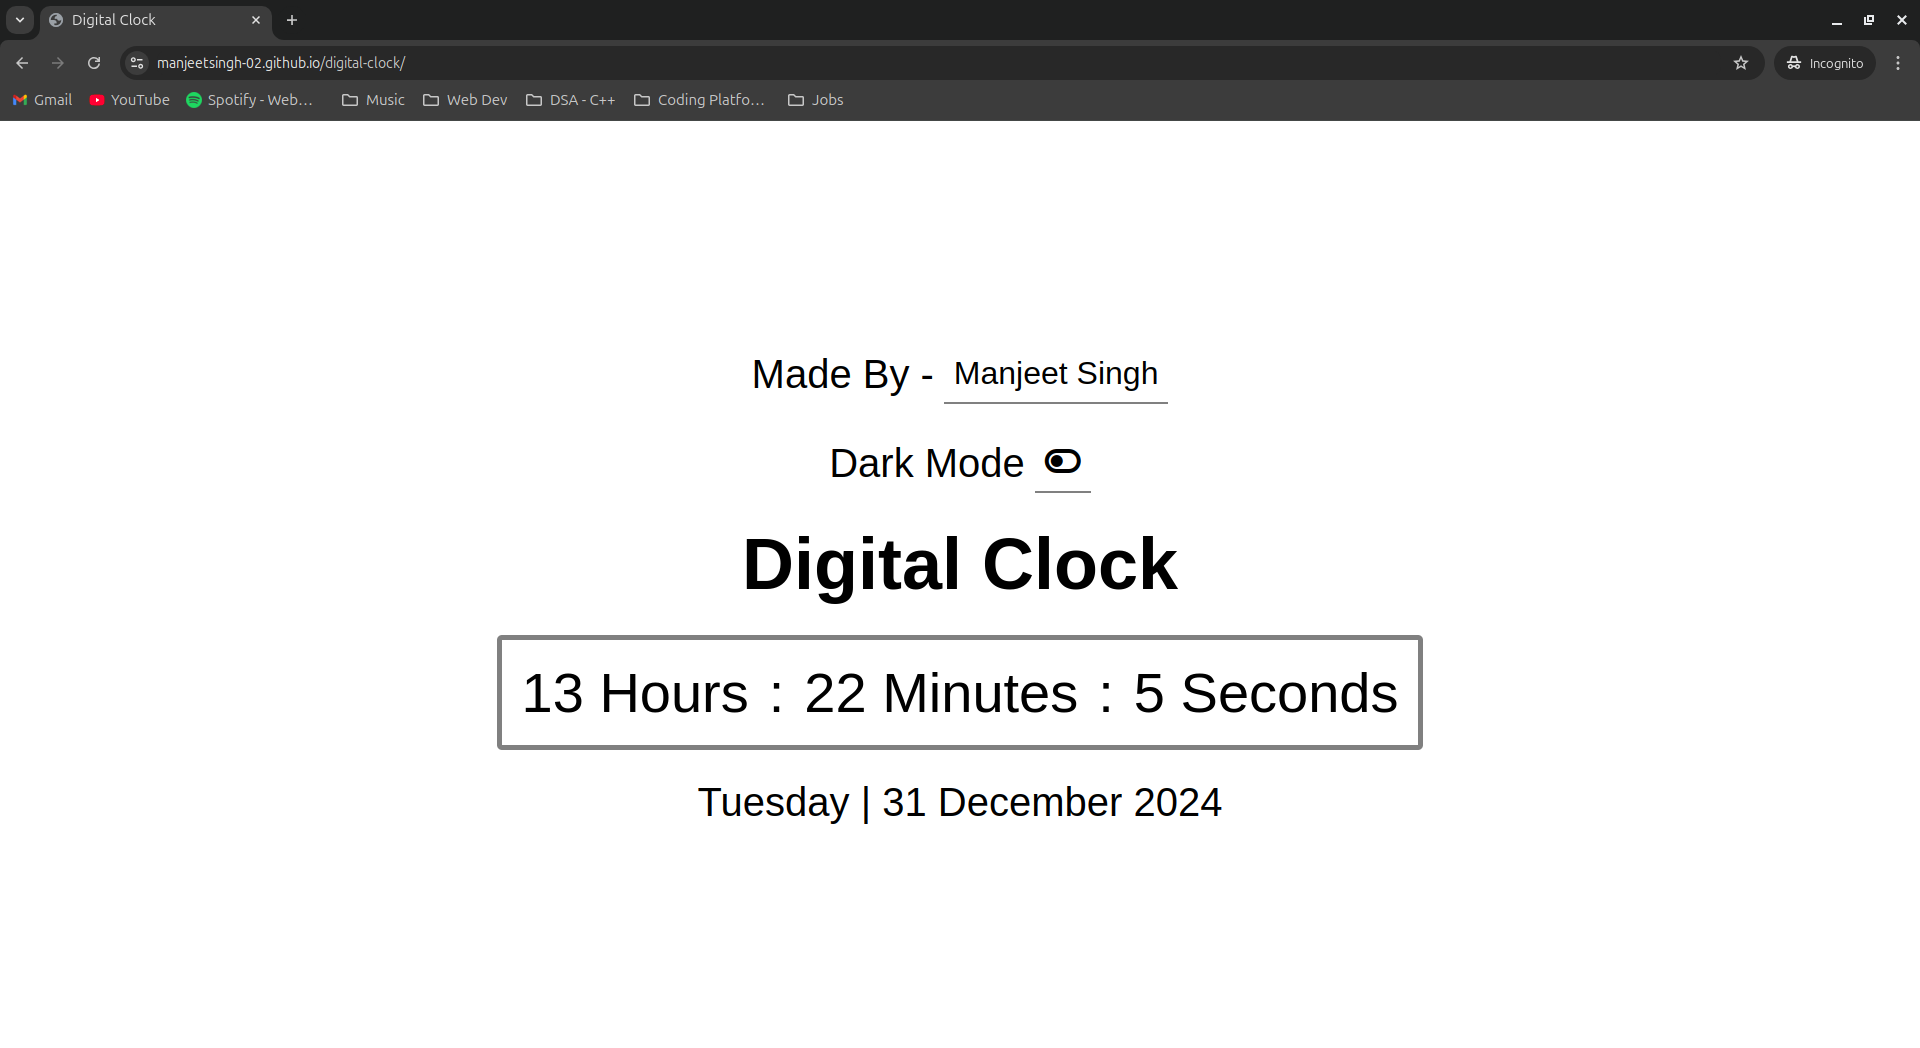 Digital Clock
manjeetsingh-02.github.io/digital-clock/
Incognito
Gmail YouTube Spotify - Web... Music Web Dev DSA - C++ Coding Platfo... Jobs
Made By - Manjeet Singh
Dark Mode
Digital Clock
13 Hours : 22 Minutes : 5 Seconds
Tuesday | 31 December 2024